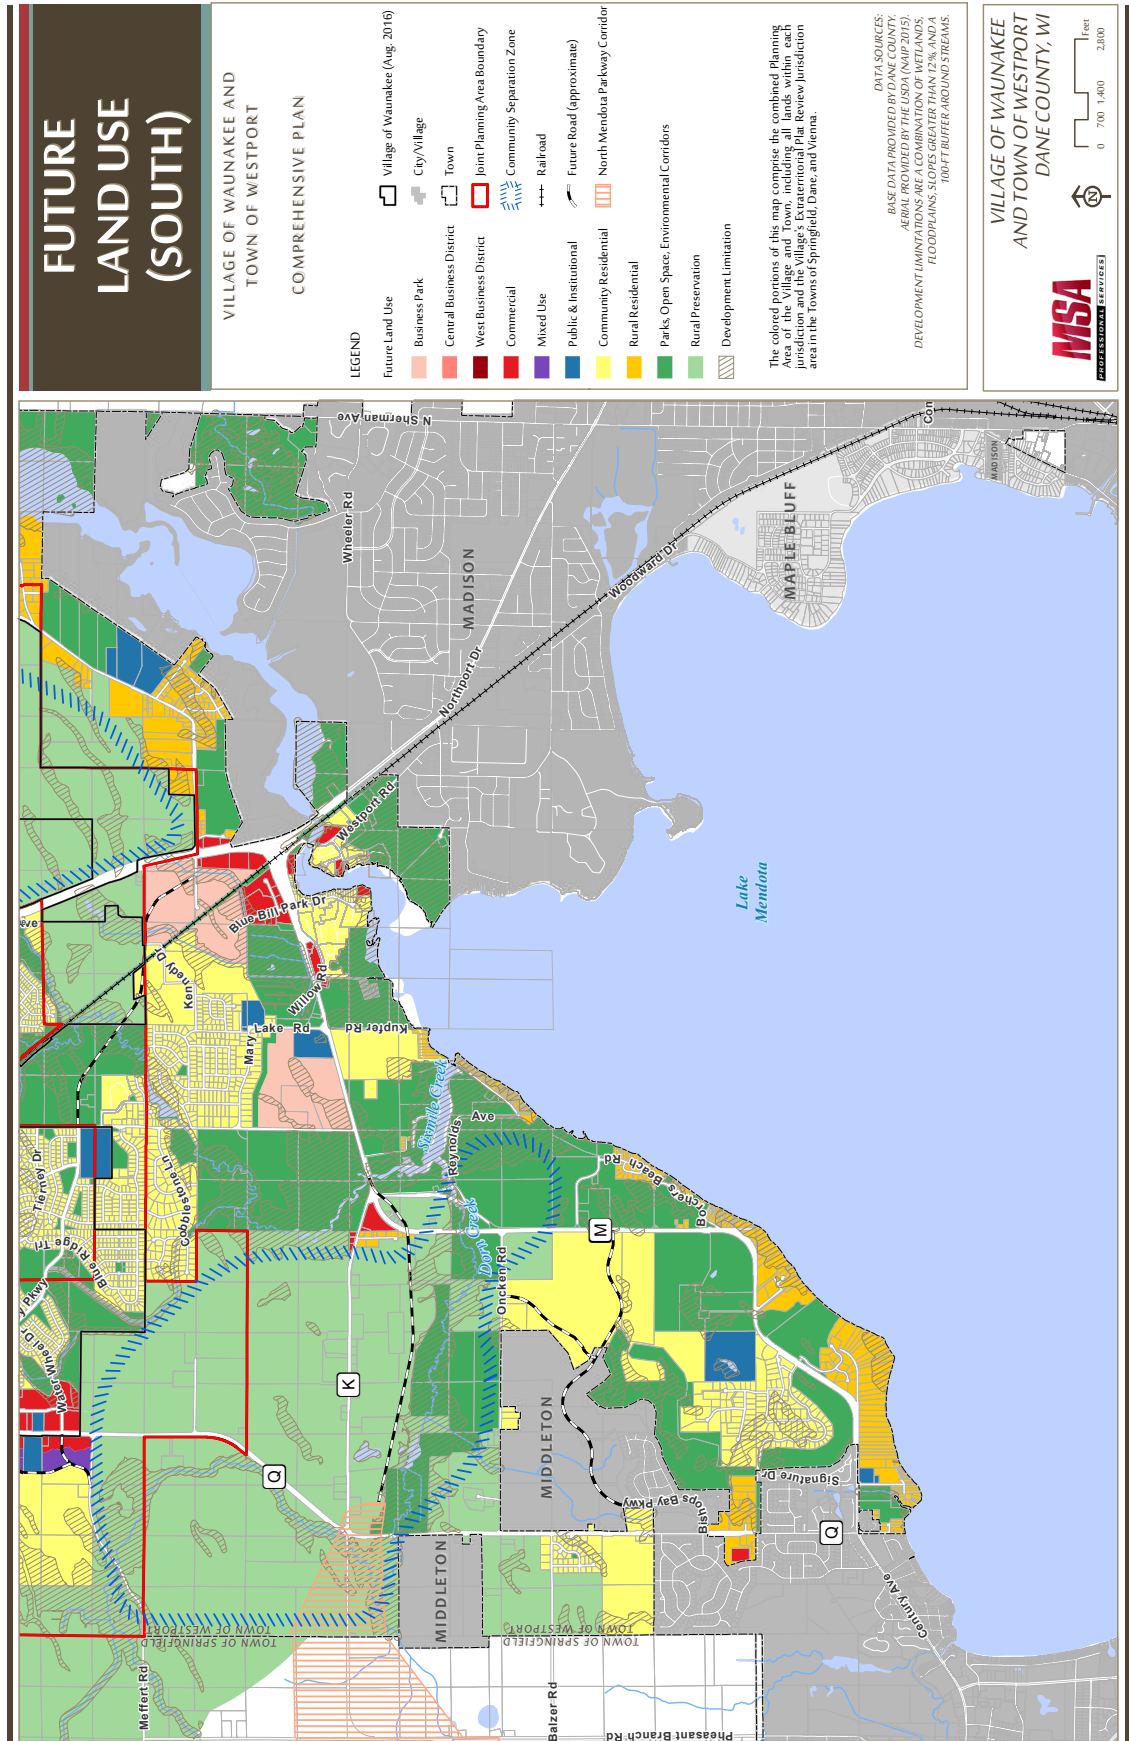 FUTURE
LAND USE
(SOUTH)
VILLAGE OF WAUNAKEE AND
TOWN OF WESTPORT
COMPREHENSIVE PLAN
LEGEND
Future Land Use
Business Park
Central Business District
West Business District
Commercial
Mixed Use
Public & Institutional
Community Residential
Rural Residential
Parks, Open Space, Environmental Corridors
Rural Preservation
Development Limitation
Village of Waunakee (Aug. 2016)
City/Village
Town
Joint Planning Area Boundary
Community Separation Zone
Railroad
Future Road (approximate)
North Mendota Parkway Corridor
The colored portions of this map comprise the combined Planning
Area of the Village and Town, including all lands within each
jurisdiction and the Village's Extraterritorial Plat Review Jurisdiction
area in the Towns of Springfield, Dane, and Vienna.
DATA SOURCES:
BASE DATA PROVIDED BY DANE COUNTY.
AERIAL PROVIDED BY THE USDA (NAIP 2015).
DEVELOPMENT LIMINTATIONS ARE A COMBINATION OF WETLANDS,
FLOODPLAINS, SLOPES GREATER THAN 12%, AND A
100-FT BUFFER AROUND STREAMS.
VILLAGE OF WAUNAKEE
AND TOWN OF WESTPORT
DANE COUNTY, WI
MSA
PROFESSIONAL SERVICES
N
0 700 1,400 2,800
Feet
N Sherman Ave
Wheeler Rd
MADISON
Northport Dr
Woodward Dr
MAPLE BLUFF
MADISON
Con
Westport Rd
Blue Bill Park Dr
Willow Rd
Kennedy Dr
Mary Lake Rd
Kupfer Rd
Ave
Lake
Mendota
Sixmile Creek
Reynolds Ave
Dorn Creek
Oncken Rd
Borchers Beach Rd
M
K
Q
Q
Tierney Dr
Cobblestone Ln
Blue Ridge Trl
y Pkwy
Water Wheel Dr
MIDDLETON
MIDDLETON
Bishops Bay Pkwy
Signature Dr
Century Ave
TOWN OF WESTPORT
TOWN OF SPRINGFIELD
TOWN OF WESTPORT
TOWN OF SPRINGFIELD
Meffert Rd
Balzer Rd
Pheasant Branch Rd